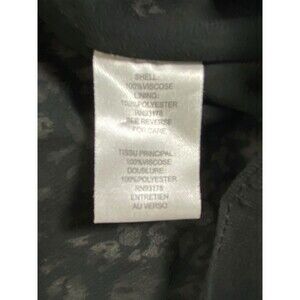 SHELL:
100%VISCOSE
LINING:
100%POLYESTER
RN93178
SEE REVERSE
FOR CARE
TISSU PRINCIPAL:
100%VISCOSE
DOUBLURE:
100%POLYESTER
RN93178
ENTRETIEN
AU VERSO